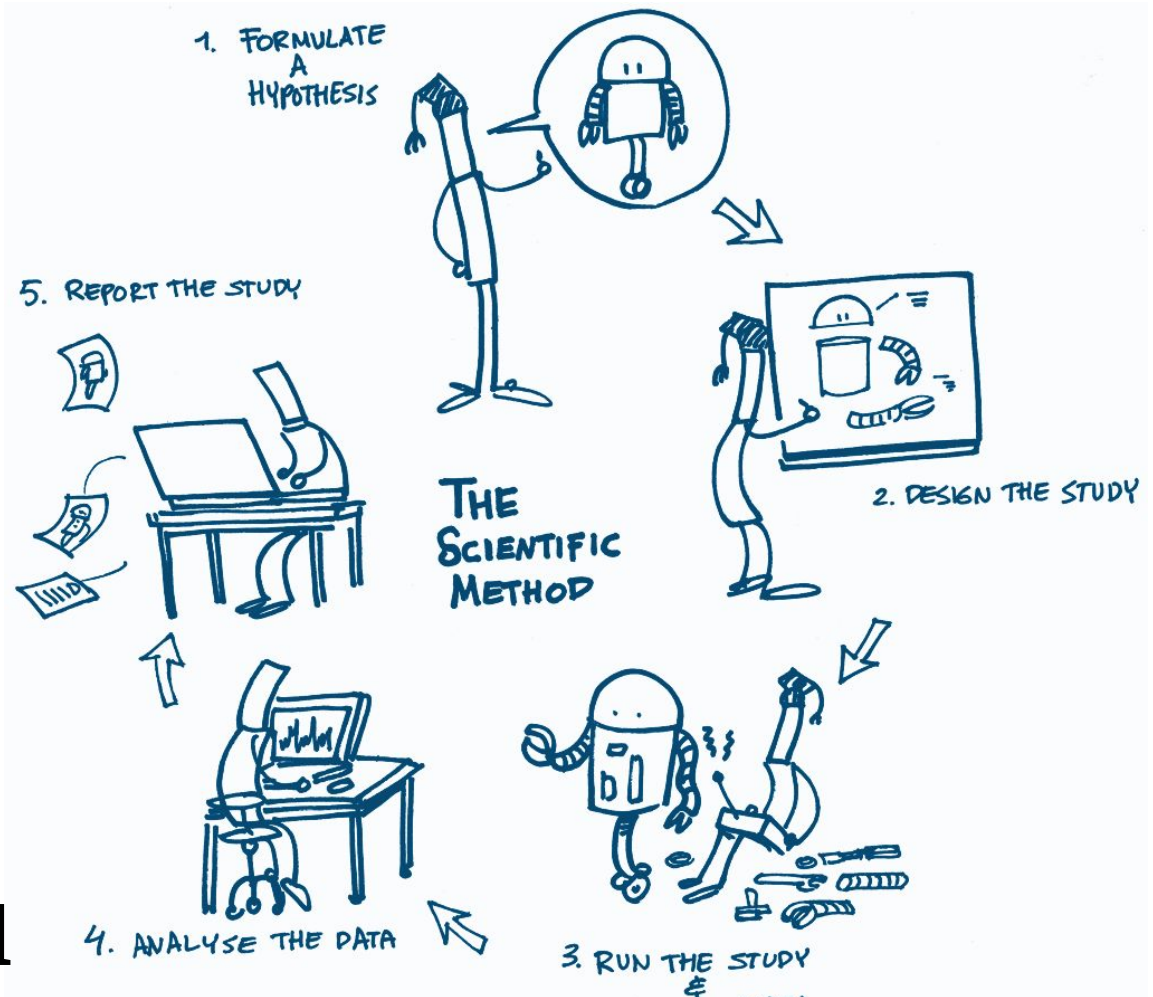 1. FORMULATE
A
HYPOTHESIS
5. REPORT THE STUDY
THE
SCIENTIFIC
METHOD
2. DESIGN THE STUDY
4. ANALYSE THE DATA
3. RUN THE STUDY
&